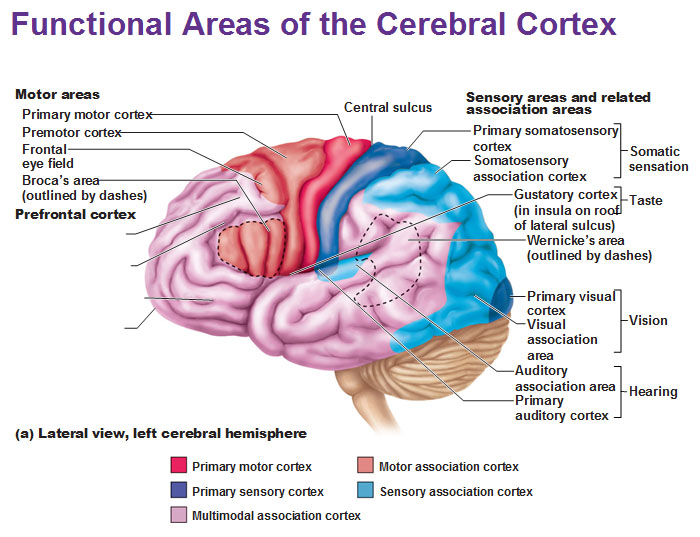 Functional Areas of the Cerebral Cortex
Motor areas
Primary motor cortex
Premotor cortex
Frontal
eye field
Broca's area
(outlined by dashes)
Prefrontal cortex
Central sulcus
Sensory areas and related
association areas
Primary somatosensory
cortex
Somatosensory
association cortex
Somatic
sensation
Gustatory cortex
(in insula on roof
of lateral sulcus)
Taste
Wernicke's area
(outlined by dashes)
Primary visual
cortex
Visual
association
area
Vision
Auditory
association area
Primary
auditory cortex
Hearing
(a) Lateral view, left cerebral hemisphere
Primary motor cortex
Motor association cortex
Primary sensory cortex
Sensory association cortex
Multimodal association cortex